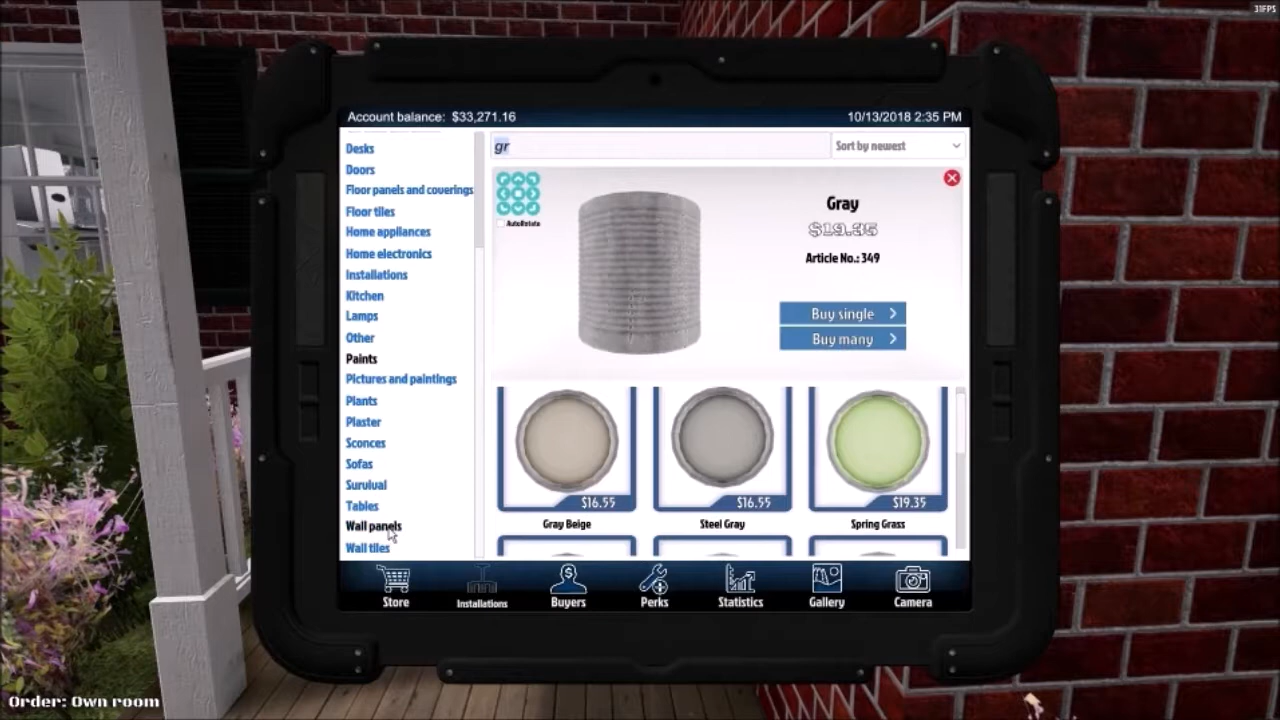 31FPS
Account balance: $33,271.16
10/13/2018 2:35 PM
Desks
Doors
Floor panels and coverings
Floor tiles
Home appliances
Home electronics
Installations
Kitchen
Lamps
Other
Paints
Pictures and paintings
Plants
Plaster
Sconces
Sofas
Survival
Tables
Wall panels
Wall tiles
gr
Sort by newest
AutoRotate
Gray
$19.35
Article No.: 349
Buy single
Buy many
$16.55
$16.55
$19.35
Gray Beige
Steel Gray
Spring Grass
Store
Installations
Buyers
Perks
Statistics
Gallery
Camera
Order: Own room